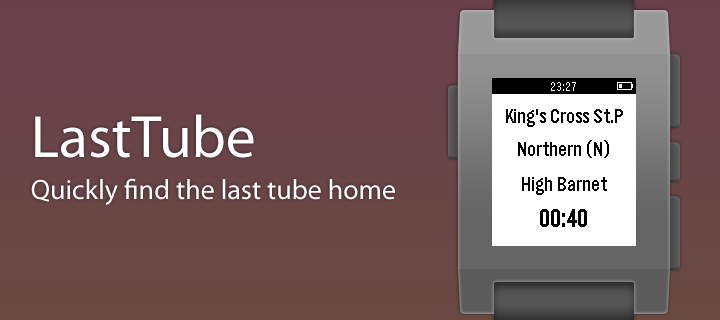 LastTube
Quickly find the last tube home
23:27
King's Cross St.P
Northern (N)
High Barnet
00:40